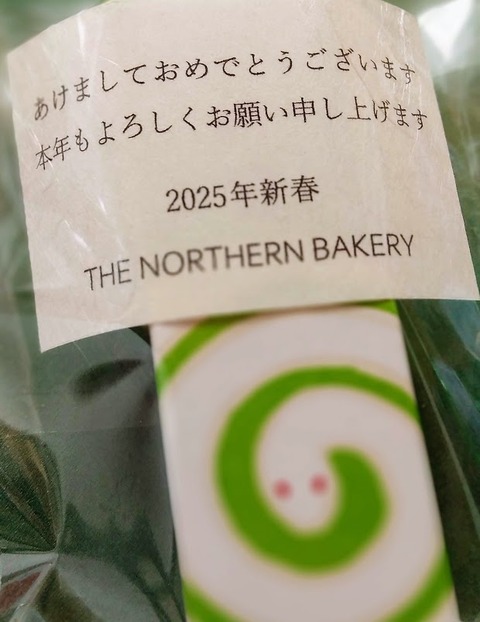 あけましておめでとうございます
本年もよろしくお願い申し上げます
2025年新春
THE NORTHERN BAKERY